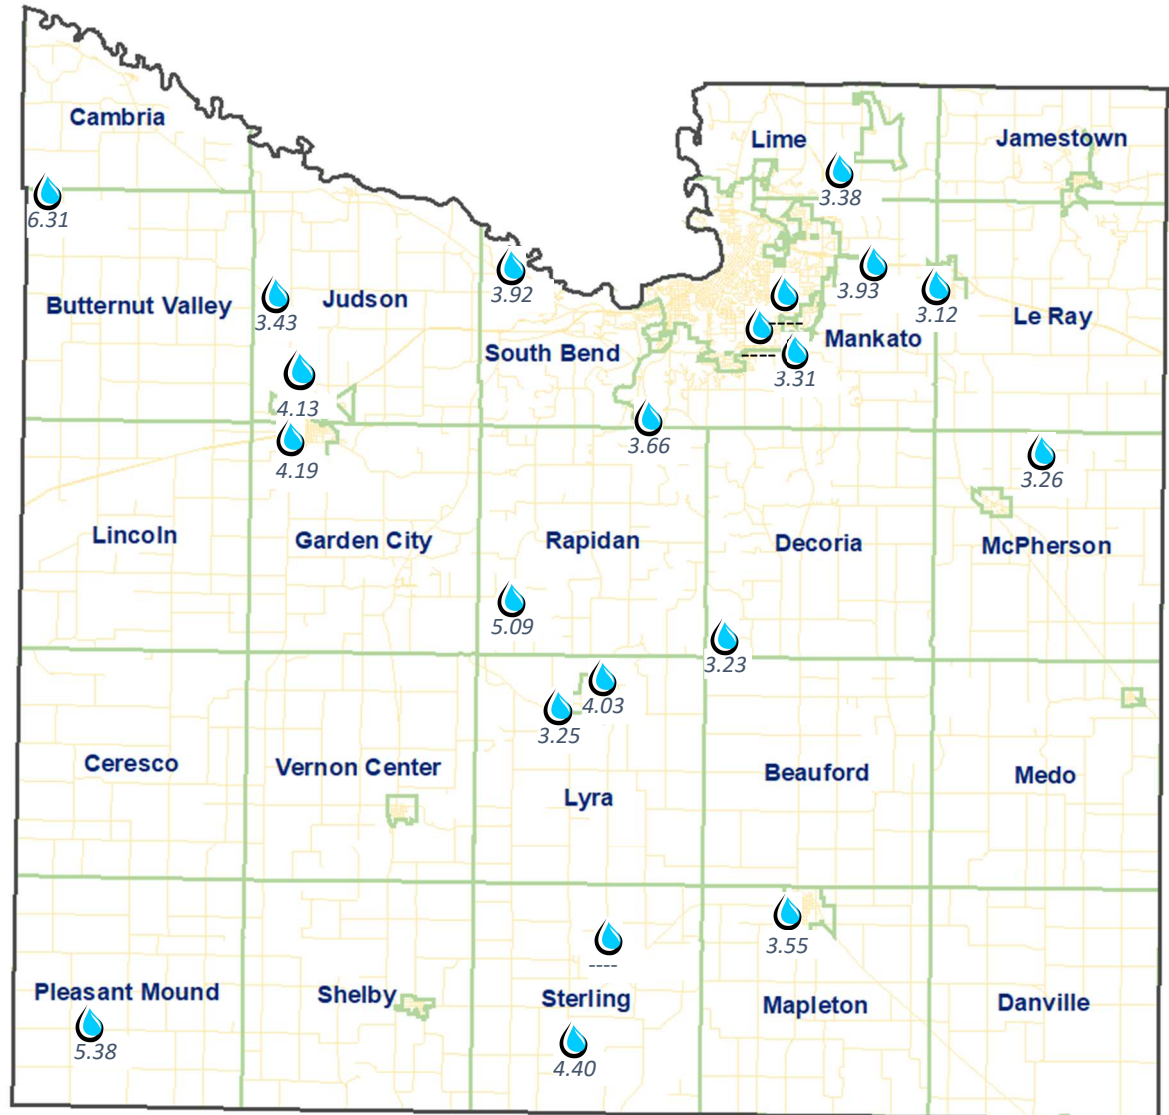 Cambria
Lime
Jamestown
3.38
6.31
Butternut Valley
Judson
3.43
3.92
3.93
3.12
Le Ray
South Bend
-----
Mankato
-----
3.31
4.13
3.66
4.19
3.26
Lincoln
Garden City
Rapidan
Decoria
McPherson
5.09
3.23
4.03
3.25
Ceresco
Vernon Center
Lyra
Beauford
Medo
3.55
----
Pleasant Mound
Shelby
Sterling
Mapleton
Danville
5.38
4.40